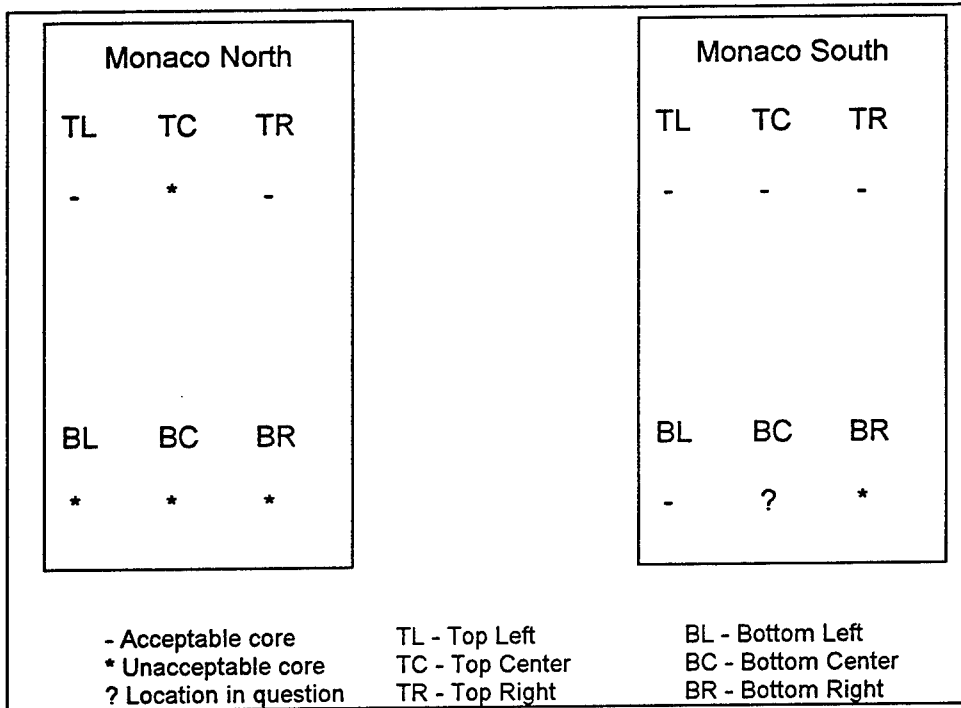 Monaco North
TL TC TR
- * -
BL BC BR
* * *
Monaco South
TL TC TR
- - -
BL BC BR
- ? *
- Acceptable core
* Unacceptable core
? Location in question
TL - Top Left
TC - Top Center
TR - Top Right
BL - Bottom Left
BC - Bottom Center
BR - Bottom Right